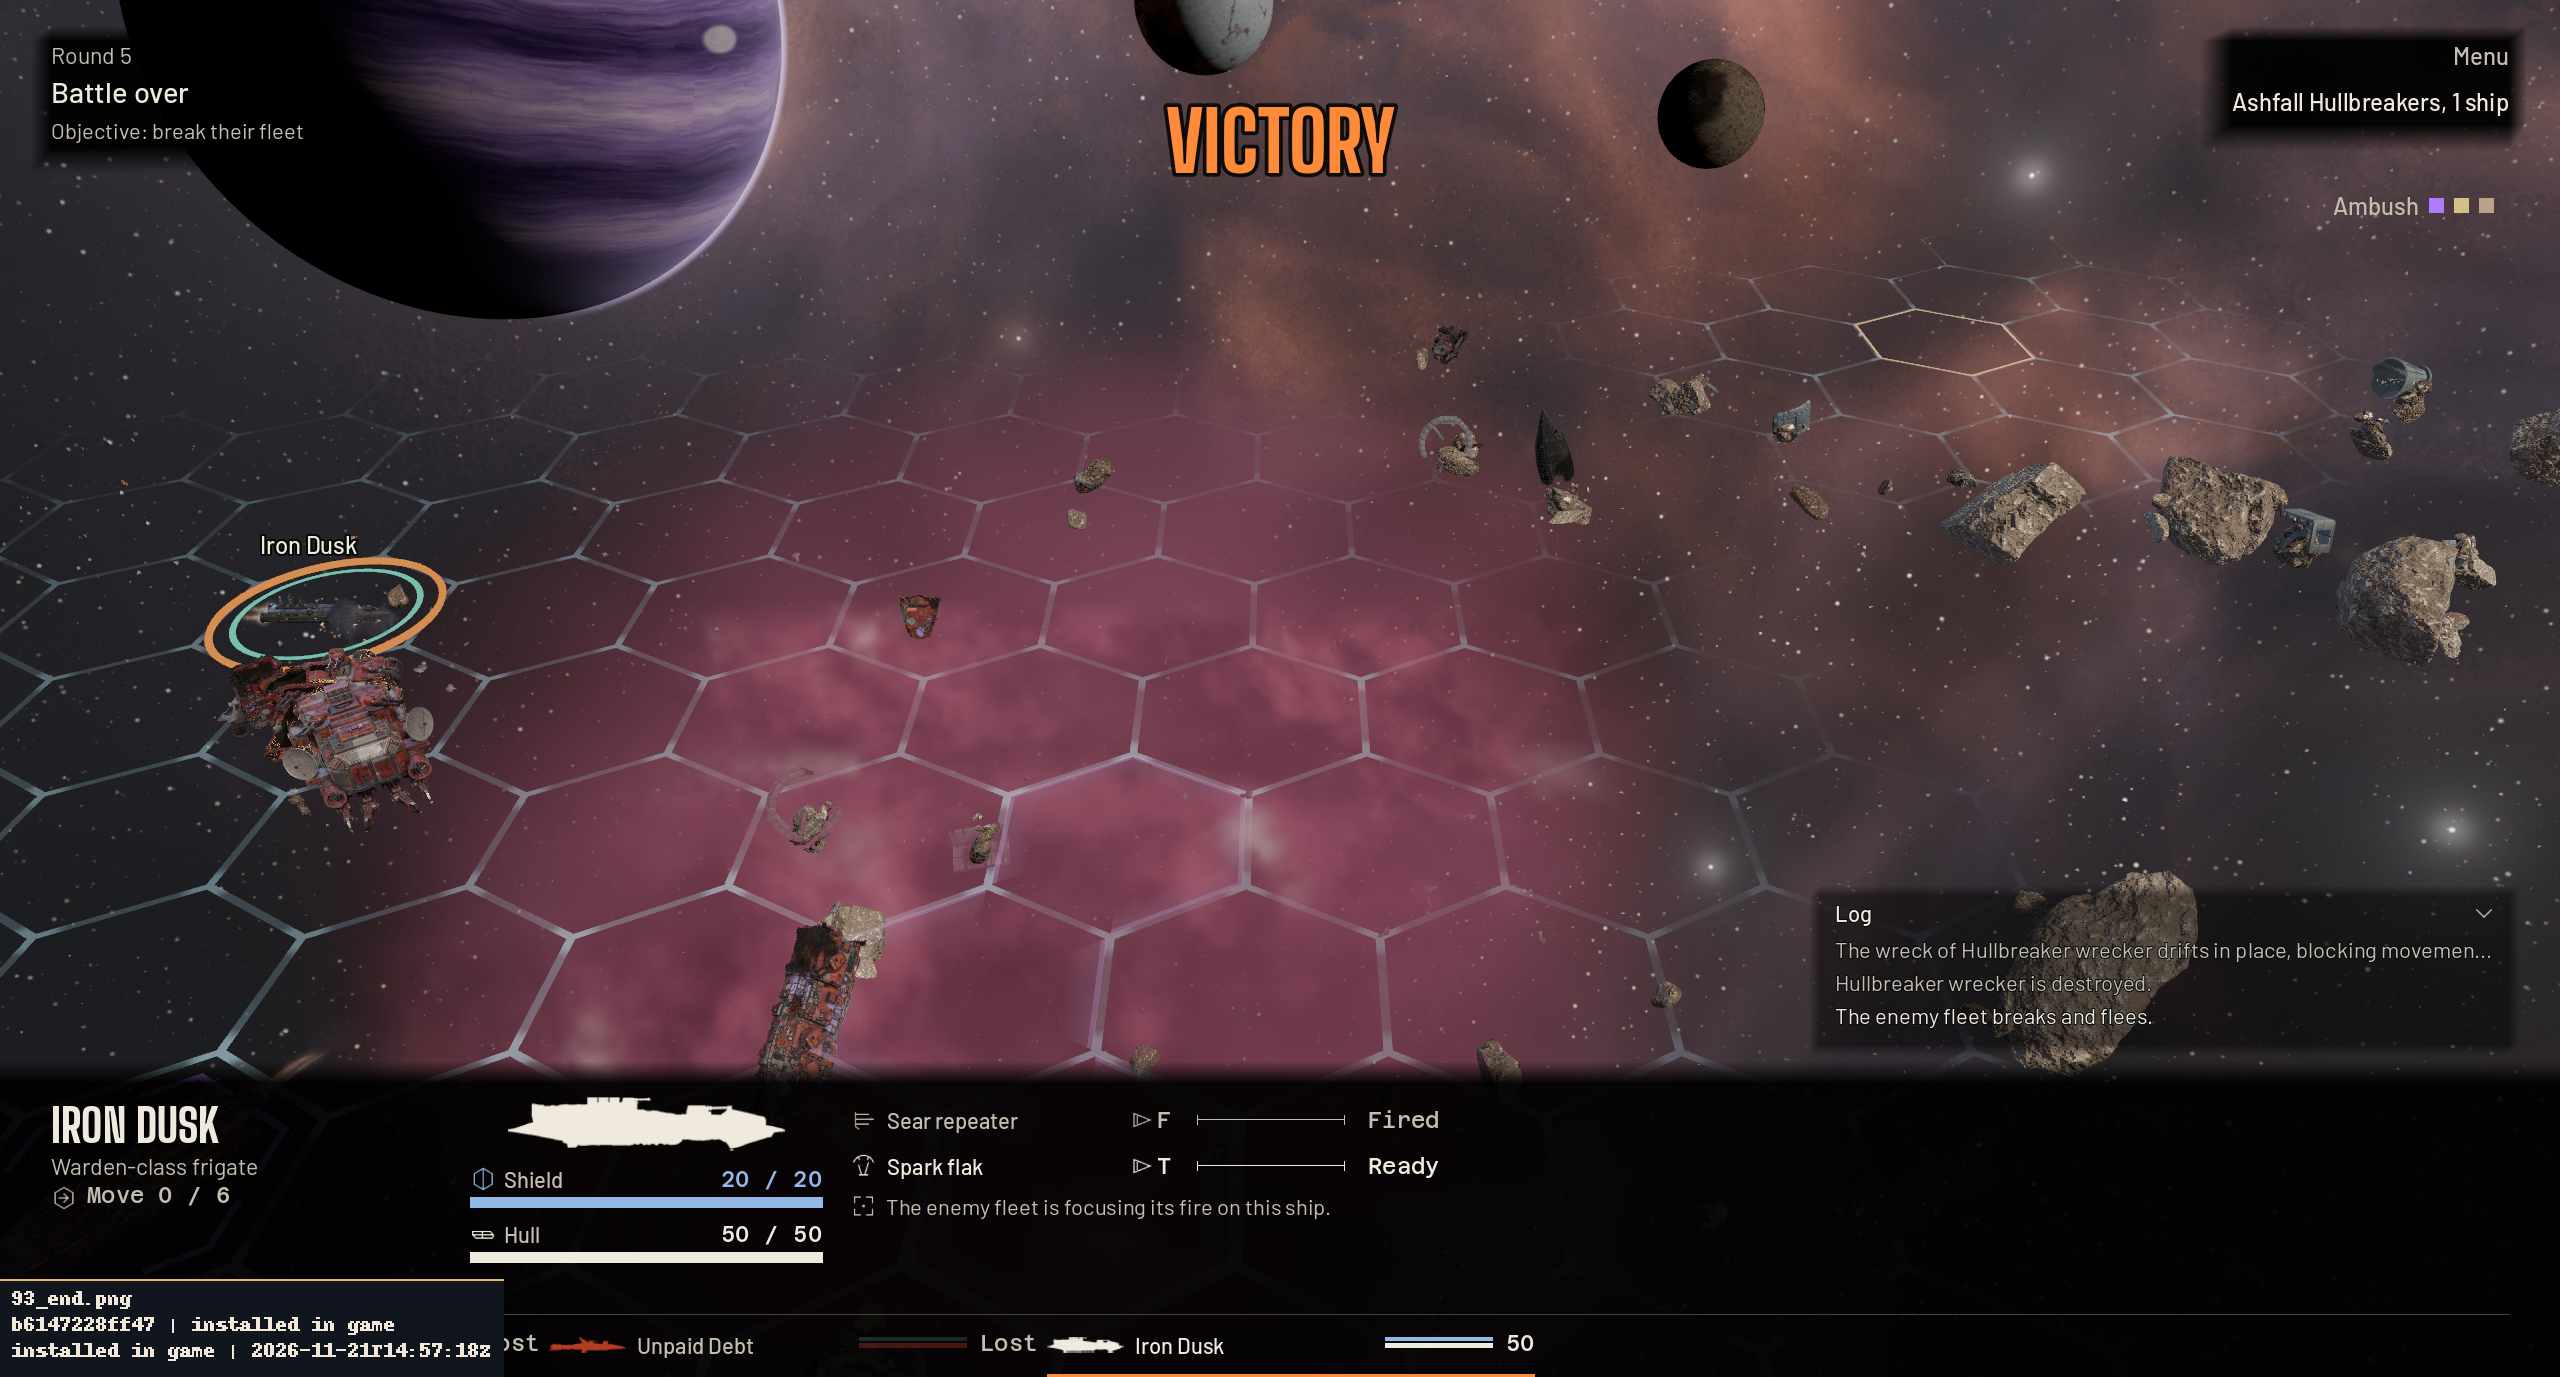 Round 5
Battle over
Objective: break their fleet
VICTORY
Menu
Ashfall Hullbreakers, 1 ship
Ambush
Iron Dusk
Log
The wreck of Hullbreaker wrecker drifts in place, blocking movemen...
Hullbreaker wrecker is destroyed.
The enemy fleet breaks and flees.
IRON DUSK
Warden-class frigate
Move 0 / 6
Shield 20 / 20
Hull 50 / 50
Sear repeater F Fired
Spark flak T Ready
The enemy fleet is focusing its fire on this ship.
93_end.png
b6147228ff47 | installed in game
installed in game | 2026-11-21r14:57:18z
Unpaid Debt Lost Iron Dusk 50